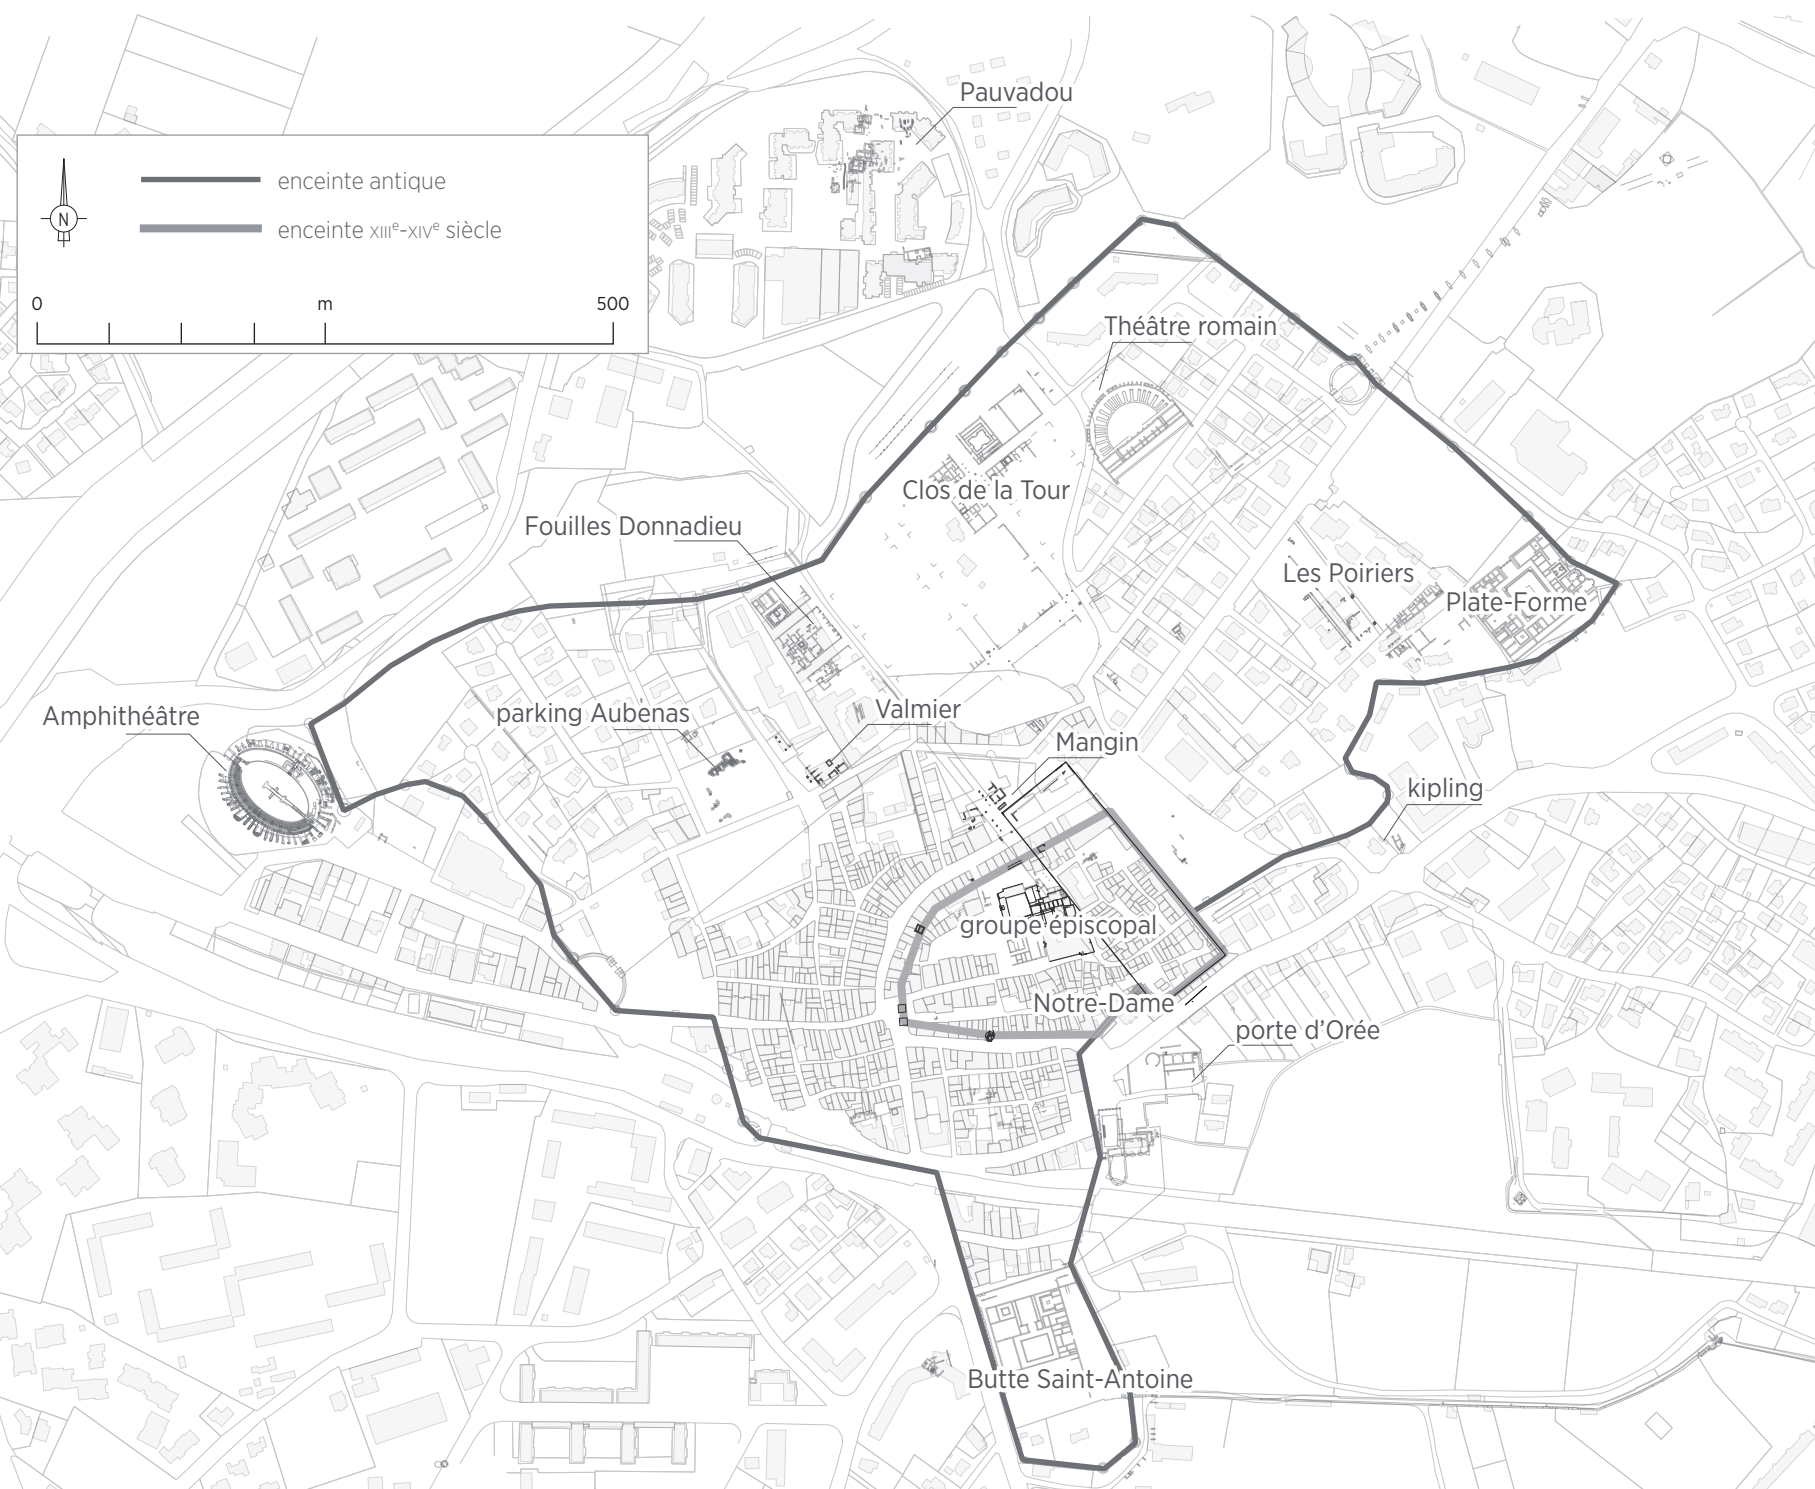 Pauvadou
N
enceinte antique
enceinte XIIIe-XIVe siècle
0 m 500
Théâtre romain
Clos de la Tour
Fouilles Donnadieu
Les Poiriers
Plate-Forme
Amphithéâtre
parking Aubenas
Valmier
Mangin
kipling
groupe épiscopal
Notre-Dame
porte d'Orée
Butte Saint-Antoine